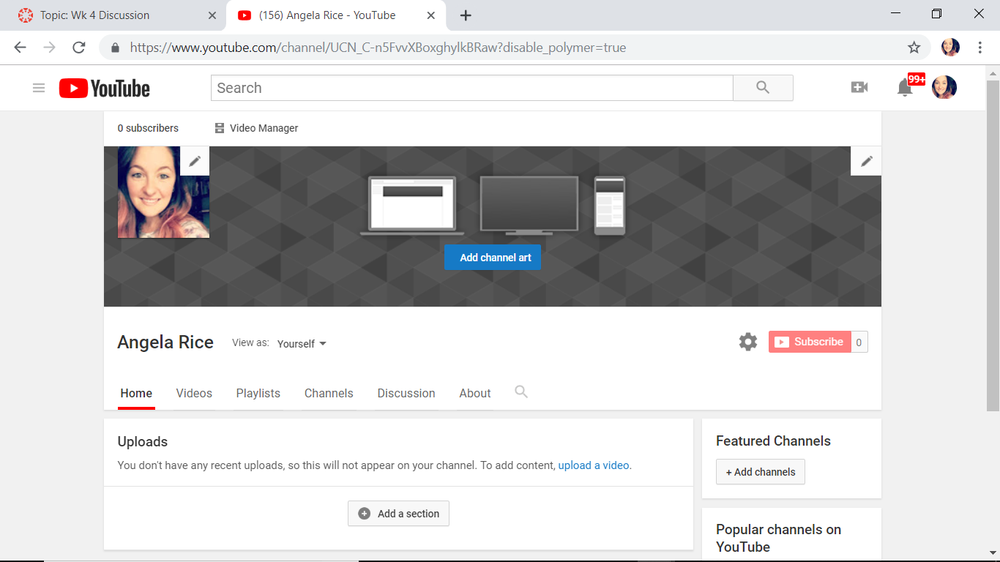 Topic: Wk 4 Discussion
(156) Angela Rice - YouTube
https://www.youtube.com/channel/UCN_C-n5FvvXBoxghylkBRaw?disable_polymer=true
YouTube
Search
99+
0 subscribers
Video Manager
Add channel art
Angela Rice
View as: Yourself
Subscribe 0
Home Videos Playlists Channels Discussion About
Uploads
You don't have any recent uploads, so this will not appear on your channel. To add content, upload a video.
Add a section
Featured Channels
+ Add channels
Popular channels on
YouTube